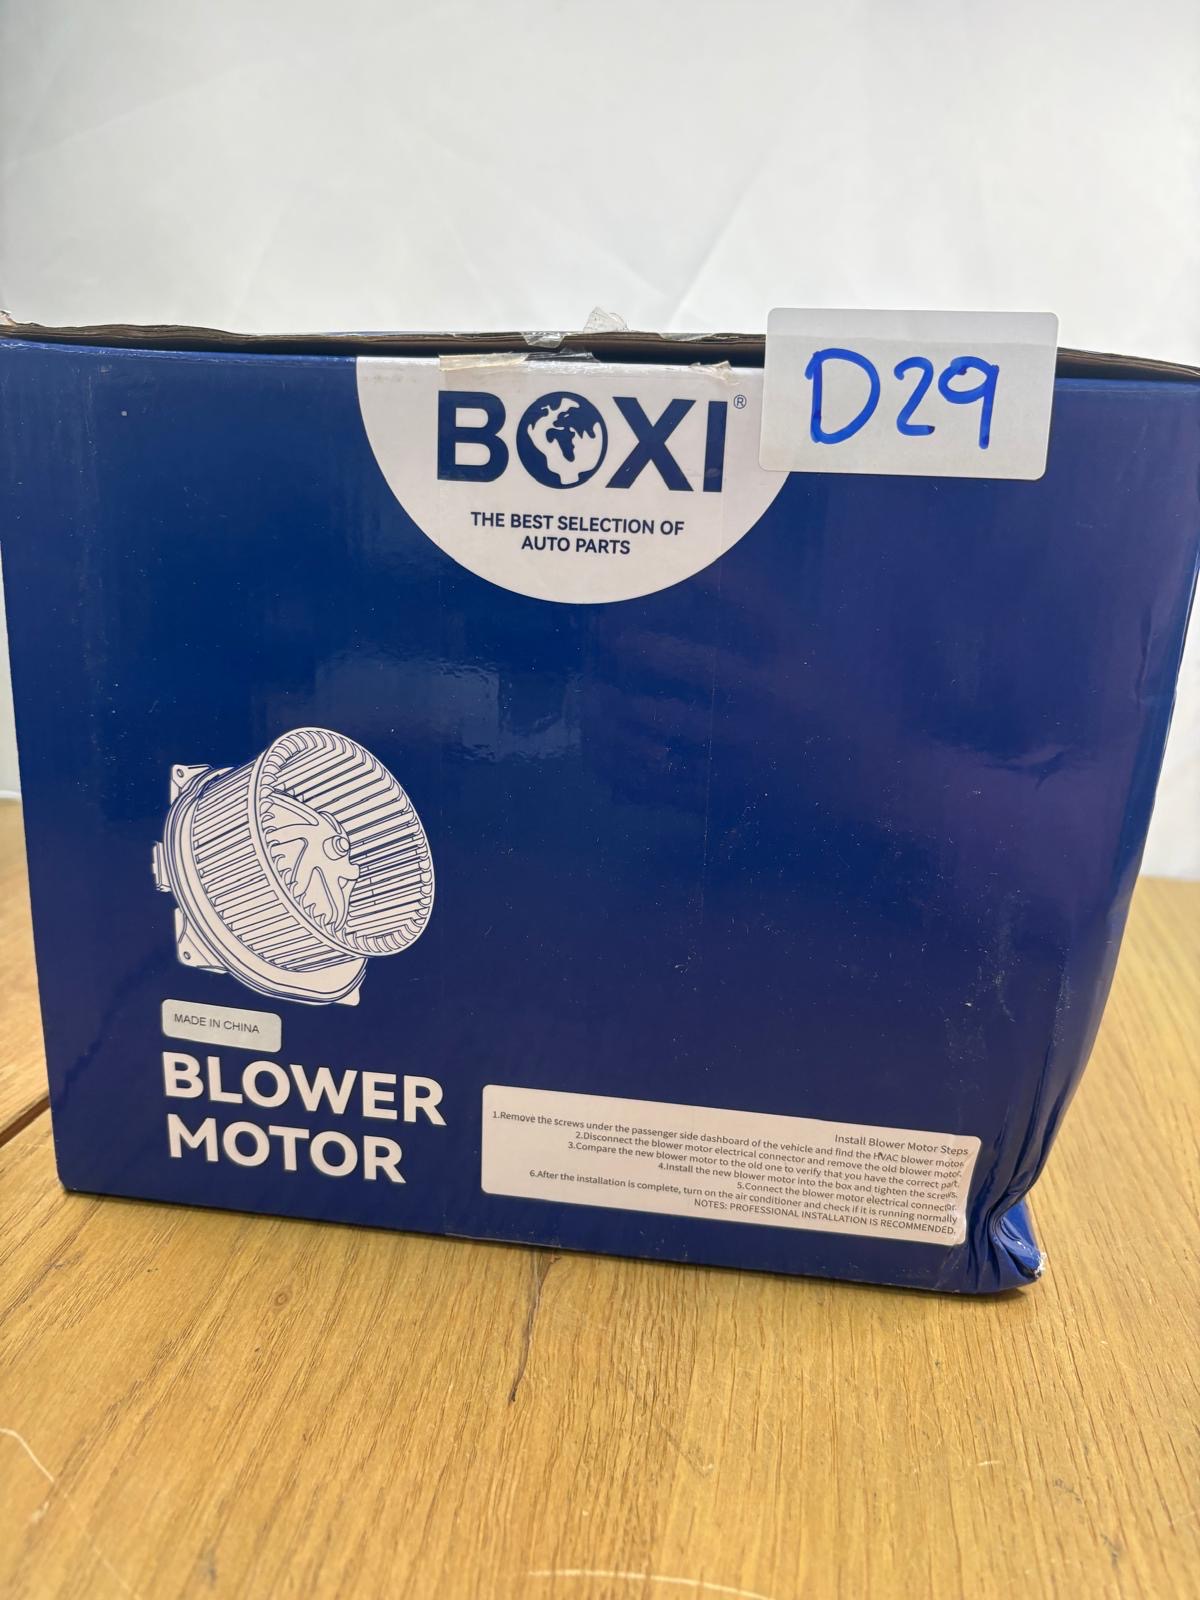 BOXI®
D29
THE BEST SELECTION OF
AUTO PARTS
MADE IN CHINA
BLOWER
MOTOR
Install Blower Motor Steps
1.Remove the screws under the passenger side dashboard of the vehicle and find the HVAC blower motor.
2.Disconnect the blower motor electrical connector and remove the old blower motor.
3.Compare the new blower motor to the old one to verify that you have the correct part.
4.Install the new blower motor into the box and tighten the screws.
5.Connect the blower motor electrical connector.
6.After the installation is complete, turn on the air conditioner and check if it is running normally
NOTES: PROFESSIONAL INSTALLATION IS RECOMMENDED.